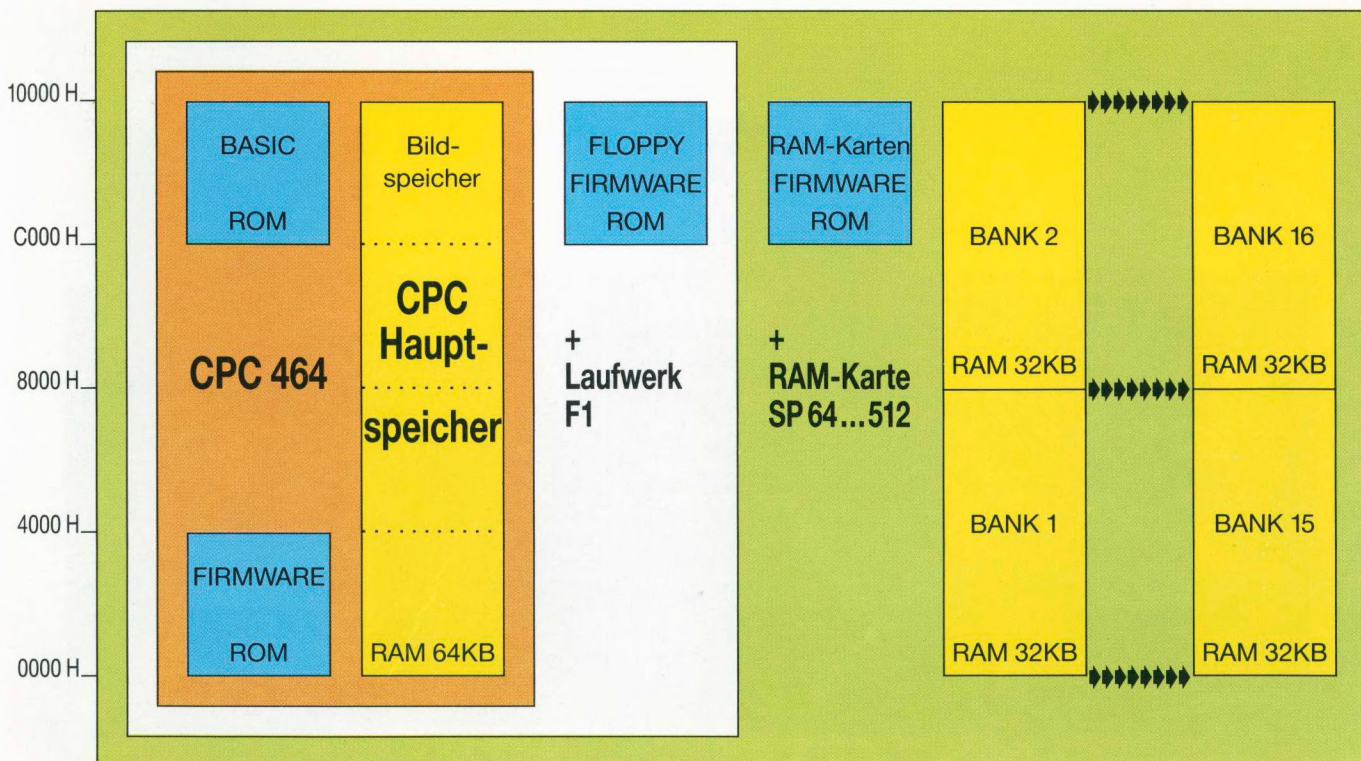 10000 H
C000 H
8000 H
4000 H
0000 H
BASIC
ROM
CPC 464
FIRMWARE
ROM
Bild-
speicher
CPC
Haupt-
speicher
RAM 64KB
FLOPPY
FIRMWARE
ROM
+
Laufwerk
F1
RAM-Karten
FIRMWARE
ROM
+
RAM-Karte
SP 64...512
BANK 2
RAM 32KB
BANK 1
RAM 32KB
BANK 16
RAM 32KB
BANK 15
RAM 32KB